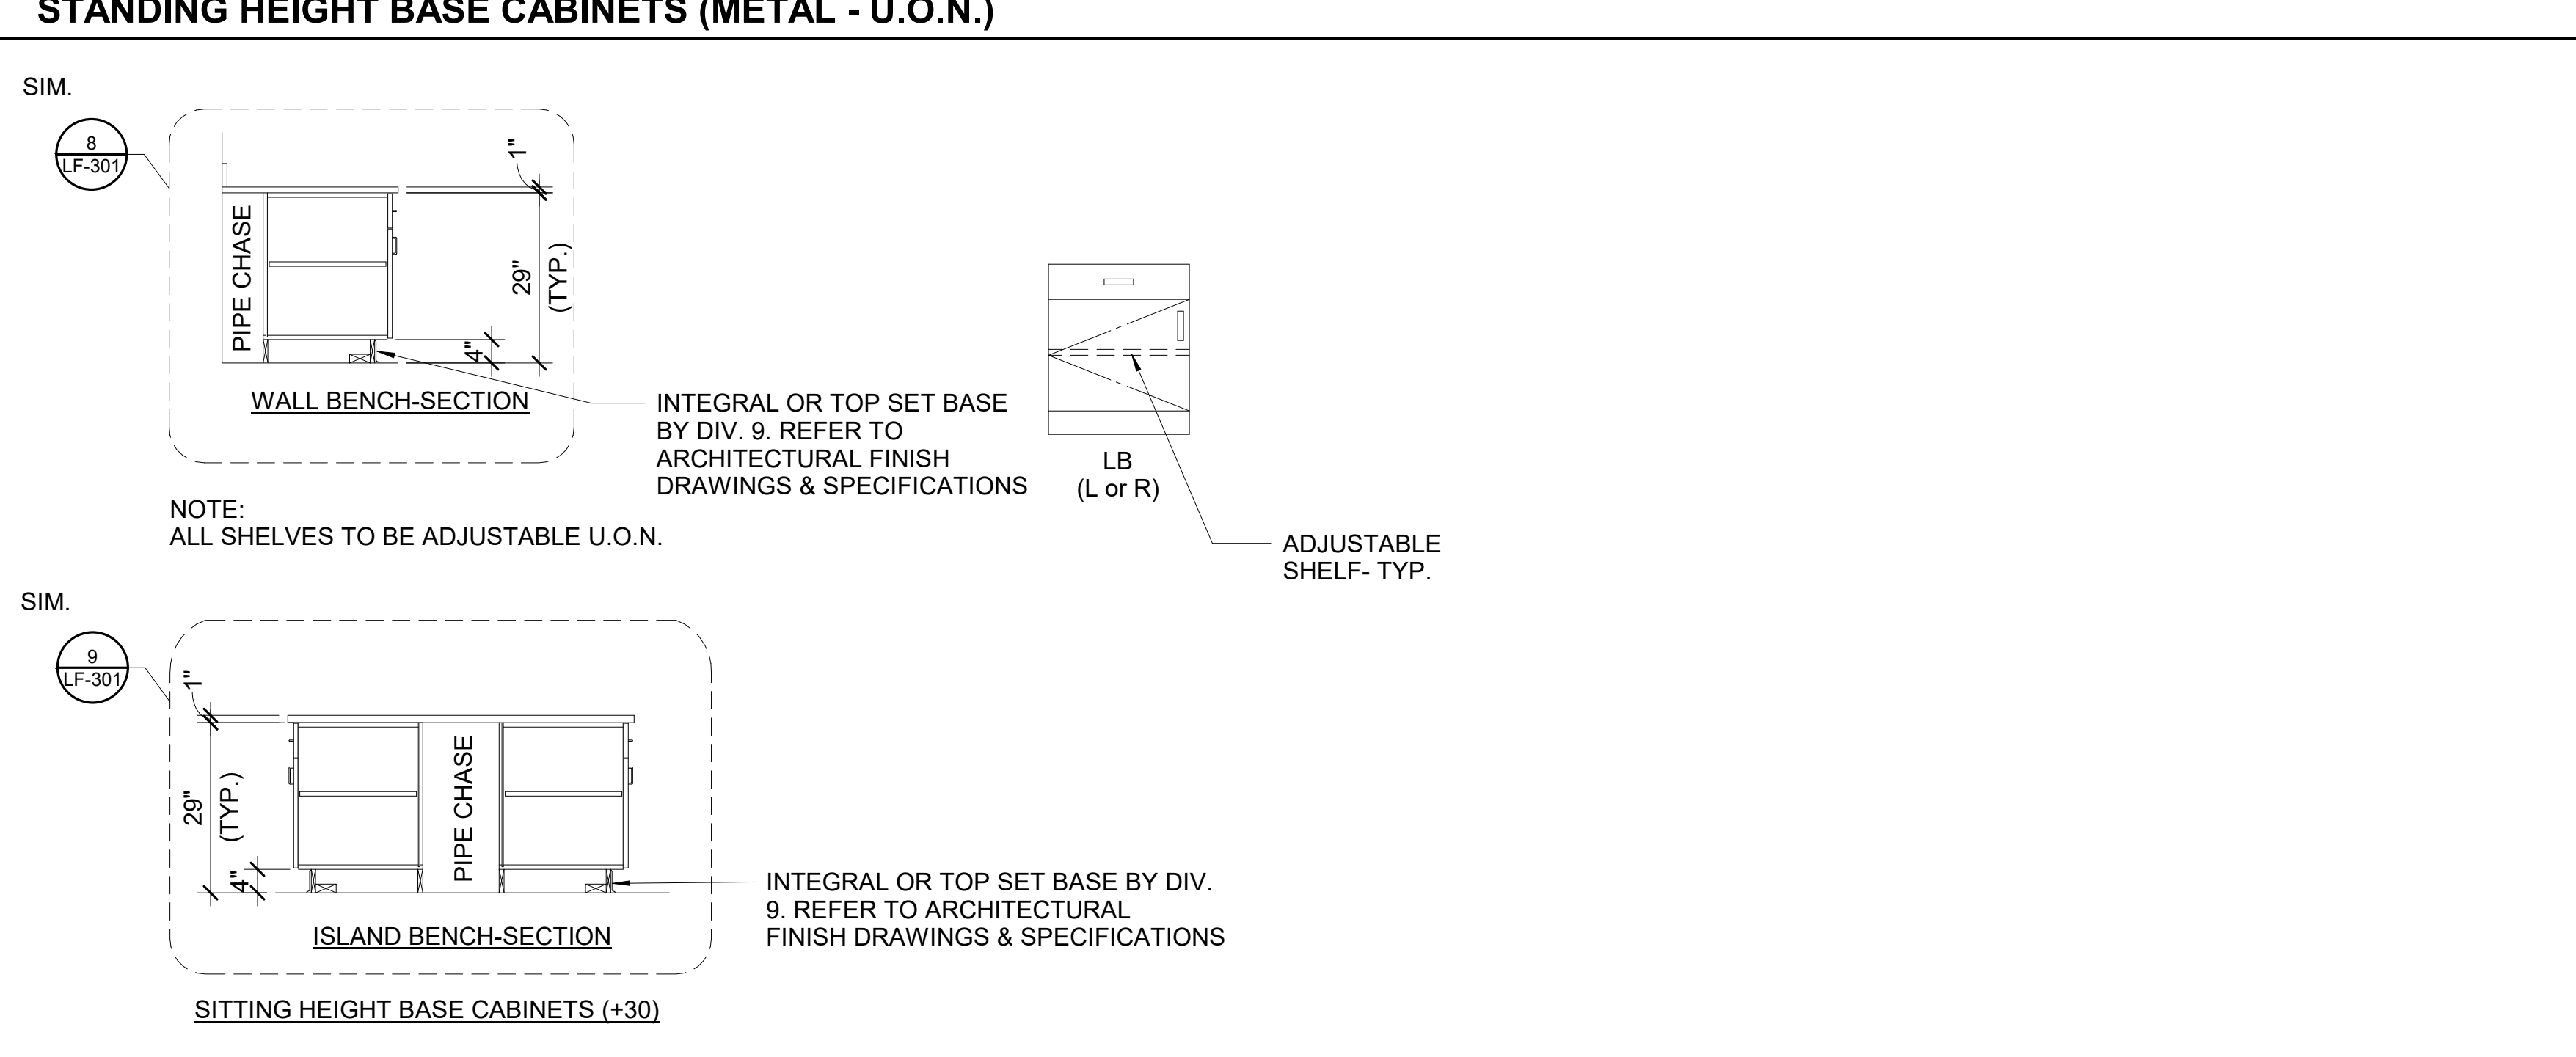 STANDING HEIGHT BASE CABINETS (METAL - U.O.N.)
SIM.
8
LF-301
1"
PIPE CHASE
29"
(TYP.)
4"
WALL BENCH-SECTION
INTEGRAL OR TOP SET BASE
BY DIV. 9. REFER TO
ARCHITECTURAL FINISH
DRAWINGS & SPECIFICATIONS
LB
(L or R)
NOTE:
ALL SHELVES TO BE ADJUSTABLE U.O.N.
ADJUSTABLE
SHELF- TYP.
SIM.
9
LF-301
1"
29"
(TYP.)
4"
PIPE CHASE
ISLAND BENCH-SECTION
INTEGRAL OR TOP SET BASE BY DIV.
9. REFER TO ARCHITECTURAL
FINISH DRAWINGS & SPECIFICATIONS
SITTING HEIGHT BASE CABINETS (+30)